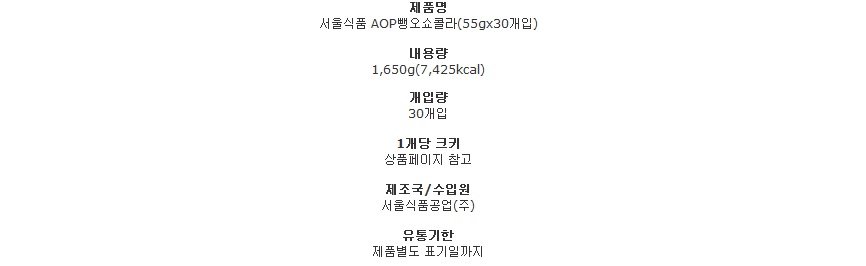 제품명
서울식품 AOP뺑오쇼콜라(55gx30개입)
내용량
1,650g(7,425kcal)
개입량
30개입
1개당 크키
상품페이지 참고
제조국/수입원
서울식품공업(주)
유통기한
제품별도 표기일까지